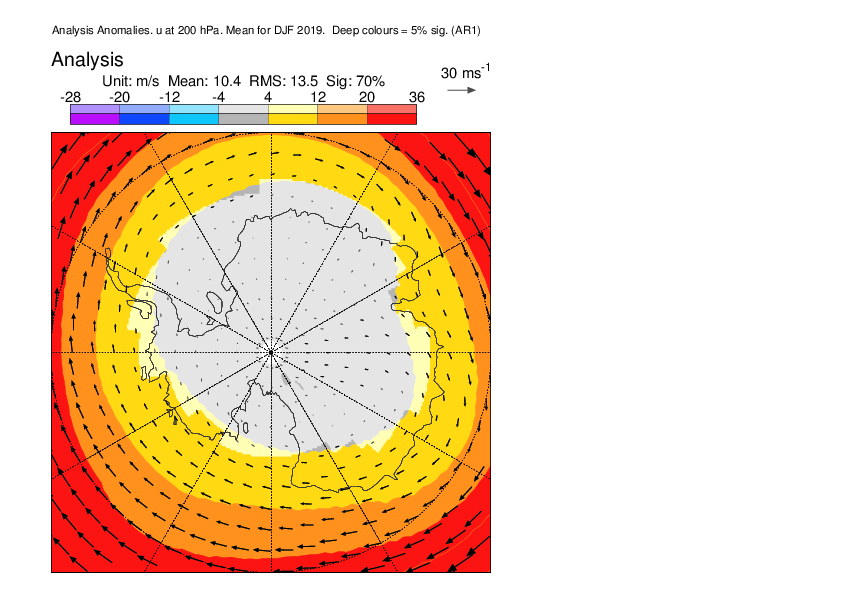 Analysis Anomalies. u at 200 hPa. Mean for DJF 2019.  Deep colours = 5% sig. (AR1)
Analysis
30 ms-1
Unit: m/s  Mean: 10.4  RMS: 13.5  Sig: 70%
-28 -20 -12 -4 4 12 20 36